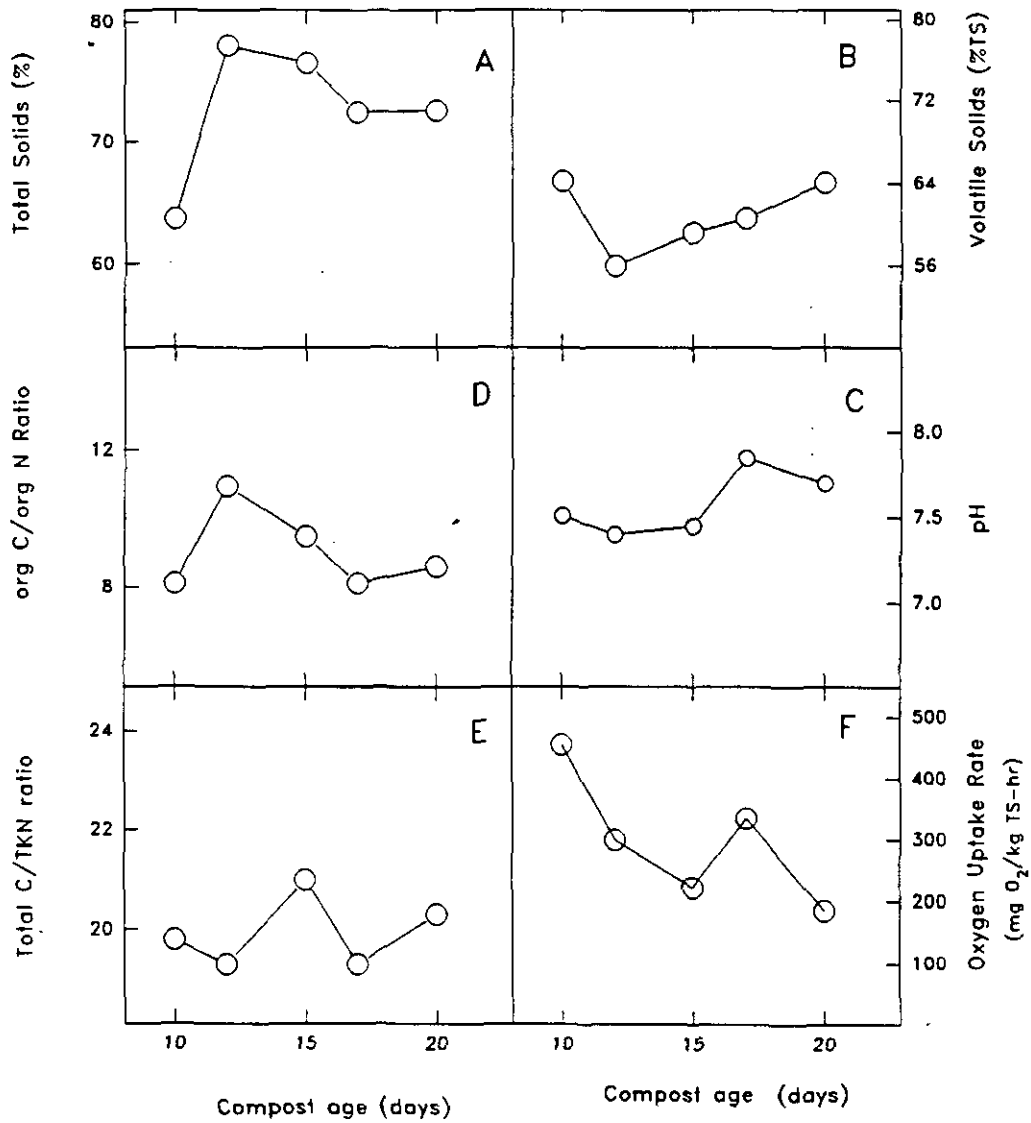 Total Solids (%)
80
70
60
A
B
80
72
64
56
Volatile Solids (%TS)
org C/org N Ratio
12
8
D
C
8.0
7.5
7.0
pH
Total C/TKN ratio
24
22
20
E
F
500
400
300
200
100
Oxygen Uptake Rate
(mg O₂/kg TS-hr)
10
15
20
10
15
20
Compost age (days)
Compost age (days)